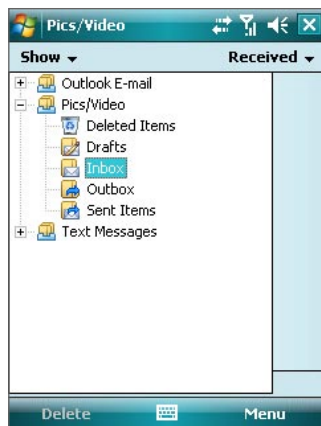 Pics/Video
Show Received
Outlook E-mail
Pics/Video
Deleted Items
Drafts
Inbox
Outbox
Sent Items
Text Messages
Delete Menu